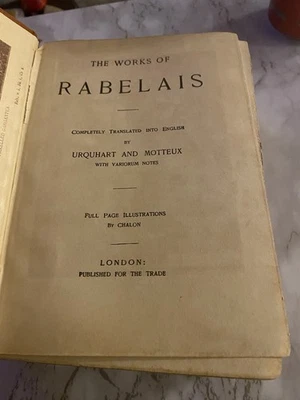 THE WORKS OF
RABELAIS
COMPLETELY TRANSLATED INTO ENGLISH
BY
URQUHART AND MOTTEUX
WITH VARIORUM NOTES
FULL PAGE ILLUSTRATIONS
BY CHALON
LONDON:
PUBLISHED FOR THE TRADE